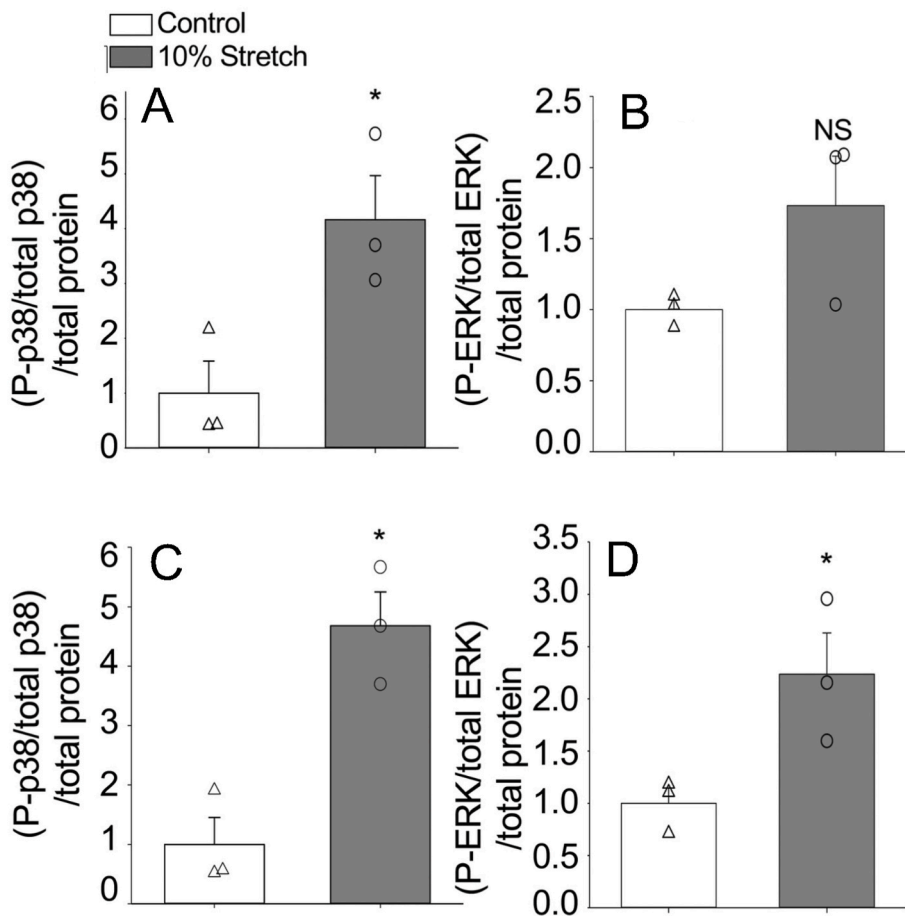 Control
10% Stretch
A
*
6
5
4
3
2
1
0
(P-p38/total p38)
/total protein
B
NS
2.5
2.0
1.5
1.0
0.5
0.0
(P-ERK/total ERK)
/total protein
C
*
6
5
4
3
2
1
0
(P-p38/total p38)
/total protein
D
*
3.5
3.0
2.5
2.0
1.5
1.0
0.5
0.0
(P-ERK/total ERK)
/total protein